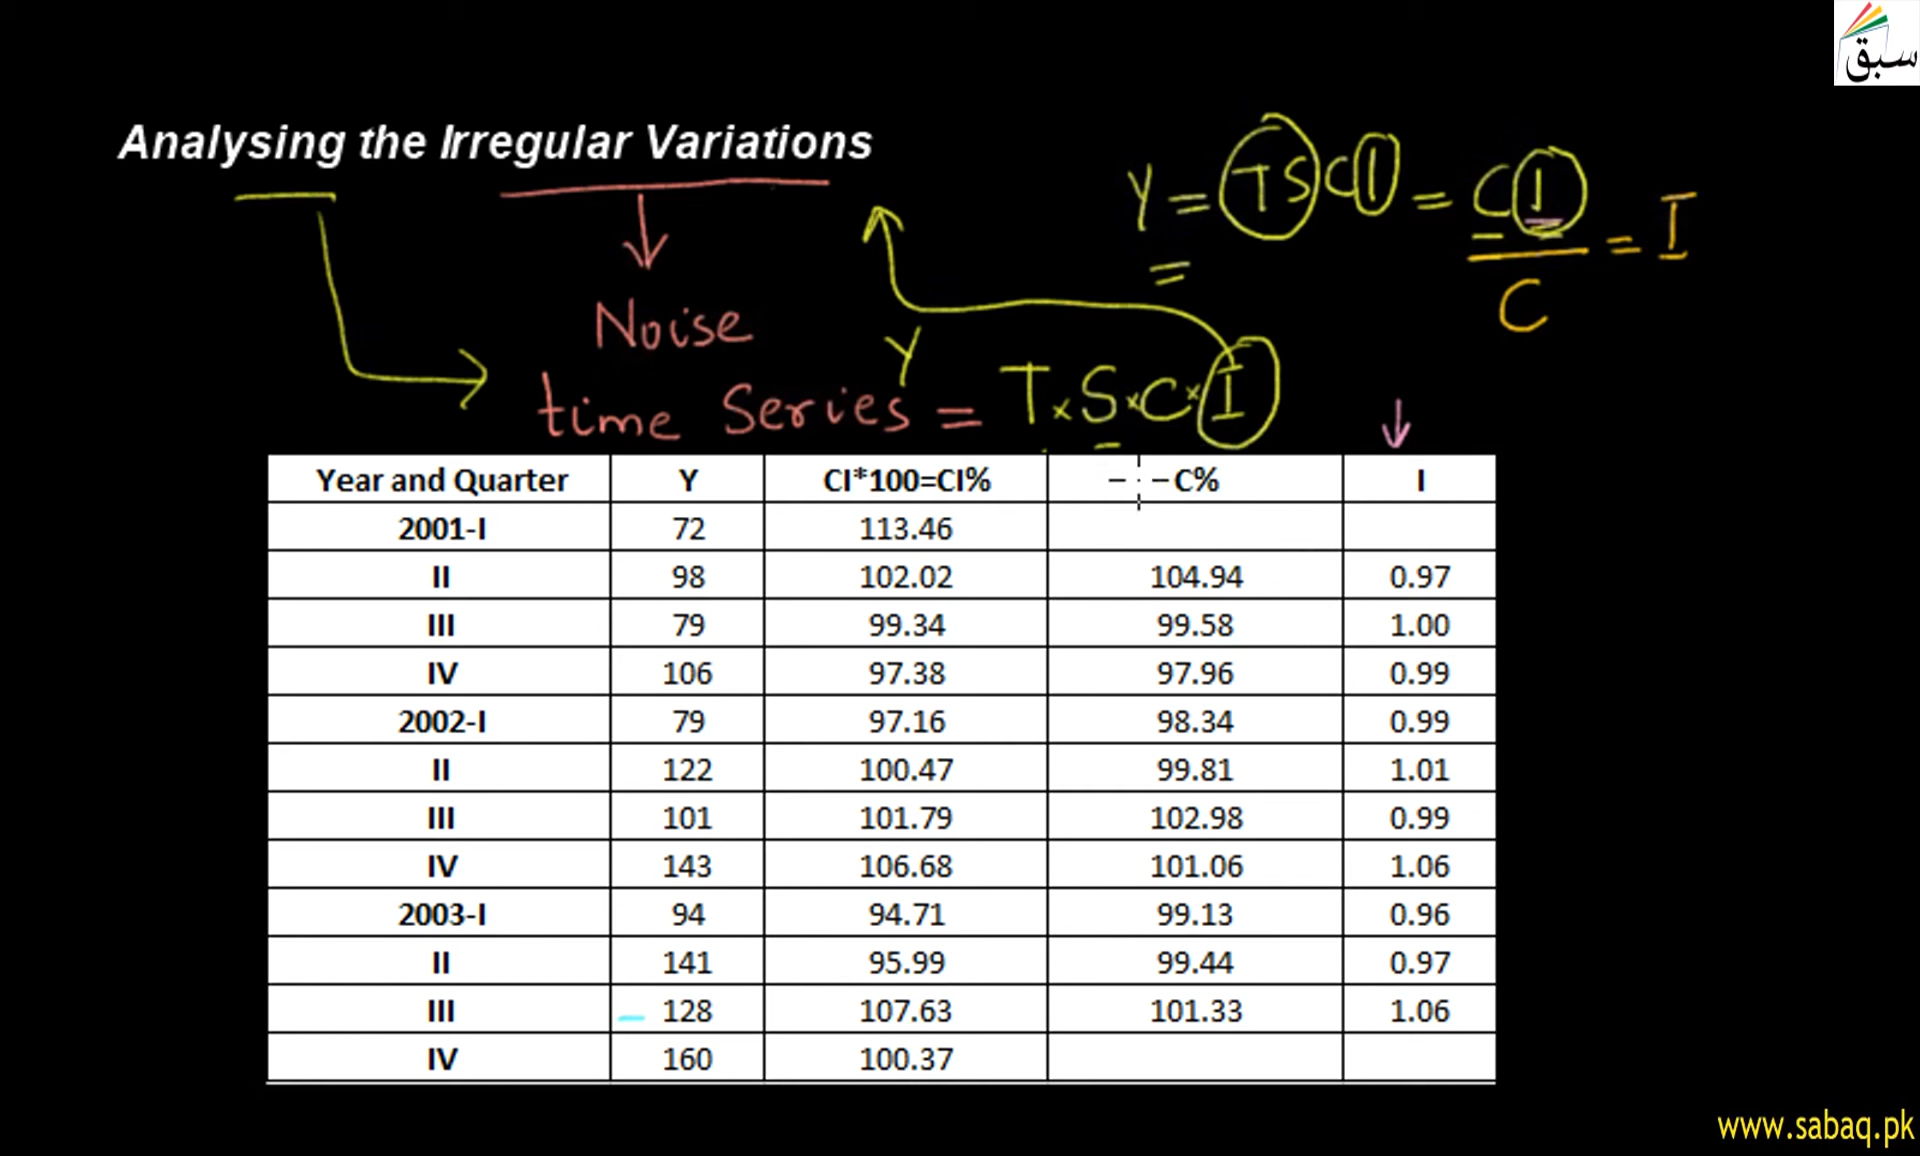 سبق
Analysing the Irregular Variations
Y = TSCI = CI / C = I
=
Noise
Y
time Series = T × S × C × I
Year and Quarter Y CI*100=CI% C% I
2001-I 72 113.46
II 98 102.02 104.94 0.97
III 79 99.34 99.58 1.00
IV 106 97.38 97.96 0.99
2002-I 79 97.16 98.34 0.99
II 122 100.47 99.81 1.01
III 101 101.79 102.98 0.99
IV 143 106.68 101.06 1.06
2003-I 94 94.71 99.13 0.96
II 141 95.99 99.44 0.97
III 128 107.63 101.33 1.06
IV 160 100.37
www.sabaq.pk